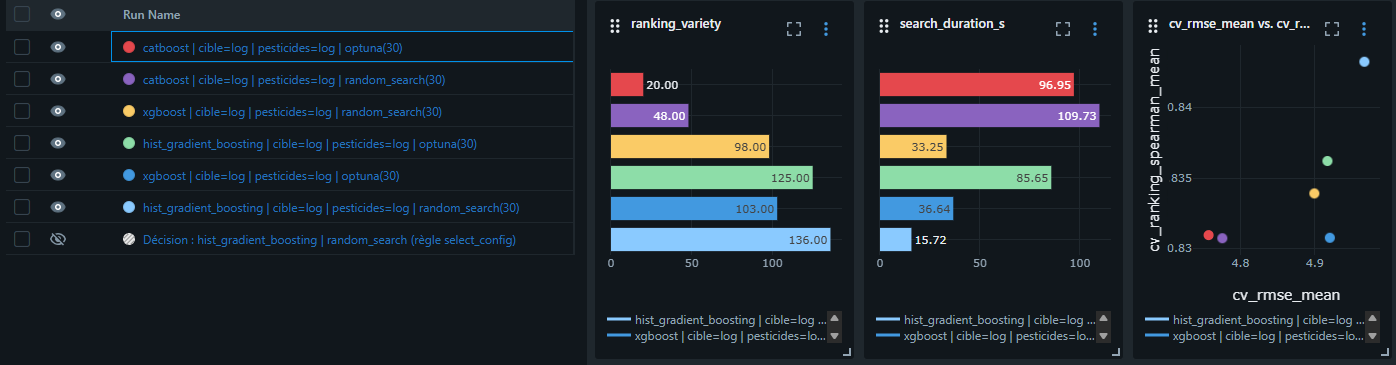 Run Name
catboost | cible=log | pesticides=log | optuna(30)
catboost | cible=log | pesticides=log | random_search(30)
xgboost | cible=log | pesticides=log | random_search(30)
hist_gradient_boosting | cible=log | pesticides=log | optuna(30)
xgboost | cible=log | pesticides=log | optuna(30)
hist_gradient_boosting | cible=log | pesticides=log | random_search(30)
Décision : hist_gradient_boosting | random_search (règle select_config)
ranking_variety
20.00
48.00
98.00
125.00
103.00
136.00
0 50 100
hist_gradient_boosting | cible=log ...
xgboost | cible=log | pesticides=lo...
search_duration_s
96.95
109.73
33.25
85.65
36.64
15.72
0 50 100
hist_gradient_boosting | cible=log ...
xgboost | cible=log | pesticides=lo...
cv_rmse_mean vs. cv_r...
cv_ranking_spearman_mean
0.84
835
0.83
4.8 4.9
cv_rmse_mean
hist_gradient_boosting | cible=log ...
xgboost | cible=log | pesticides=lo...